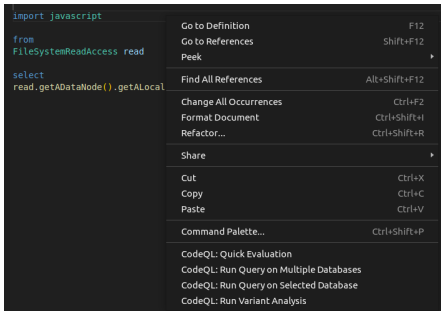 import javascript
from
FileSystemReadAccess read
select
read.getADataNode().getALocal
Go to Definition F12
Go to References Shift+F12
Peek
Find All References Alt+Shift+F12
Change All Occurrences Ctrl+F2
Format Document Ctrl+Shift+I
Refactor... Ctrl+Shift+R
Share
Cut Ctrl+X
Copy Ctrl+C
Paste Ctrl+V
Command Palette... Ctrl+Shift+P
CodeQL: Quick Evaluation
CodeQL: Run Query on Multiple Databases
CodeQL: Run Query on Selected Database
CodeQL: Run Variant Analysis